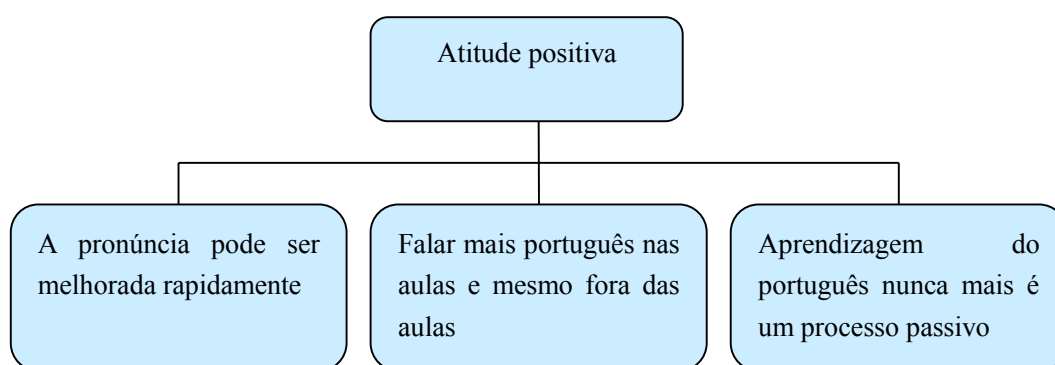 Atitude positiva
A pronúncia pode ser
melhorada rapidamente
Falar mais português nas
aulas e mesmo fora das
aulas
Aprendizagem do
português nunca mais é
um processo passivo